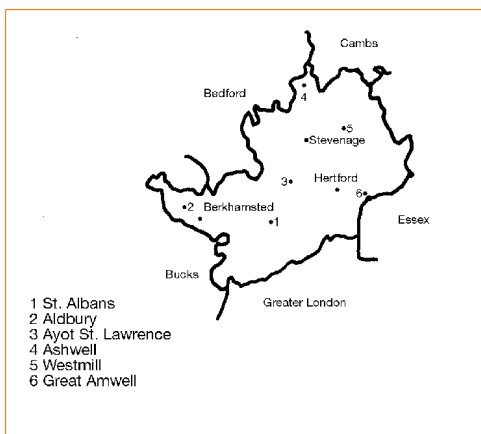 Cambs
Bedford
4
5
Stevenage
3
Hertford
6
2
Berkhamsted
1
Essex
Bucks
Greater London
1 St. Albans
2 Aldbury
3 Ayot St. Lawrence
4 Ashwell
5 Westmill
6 Great Amwell